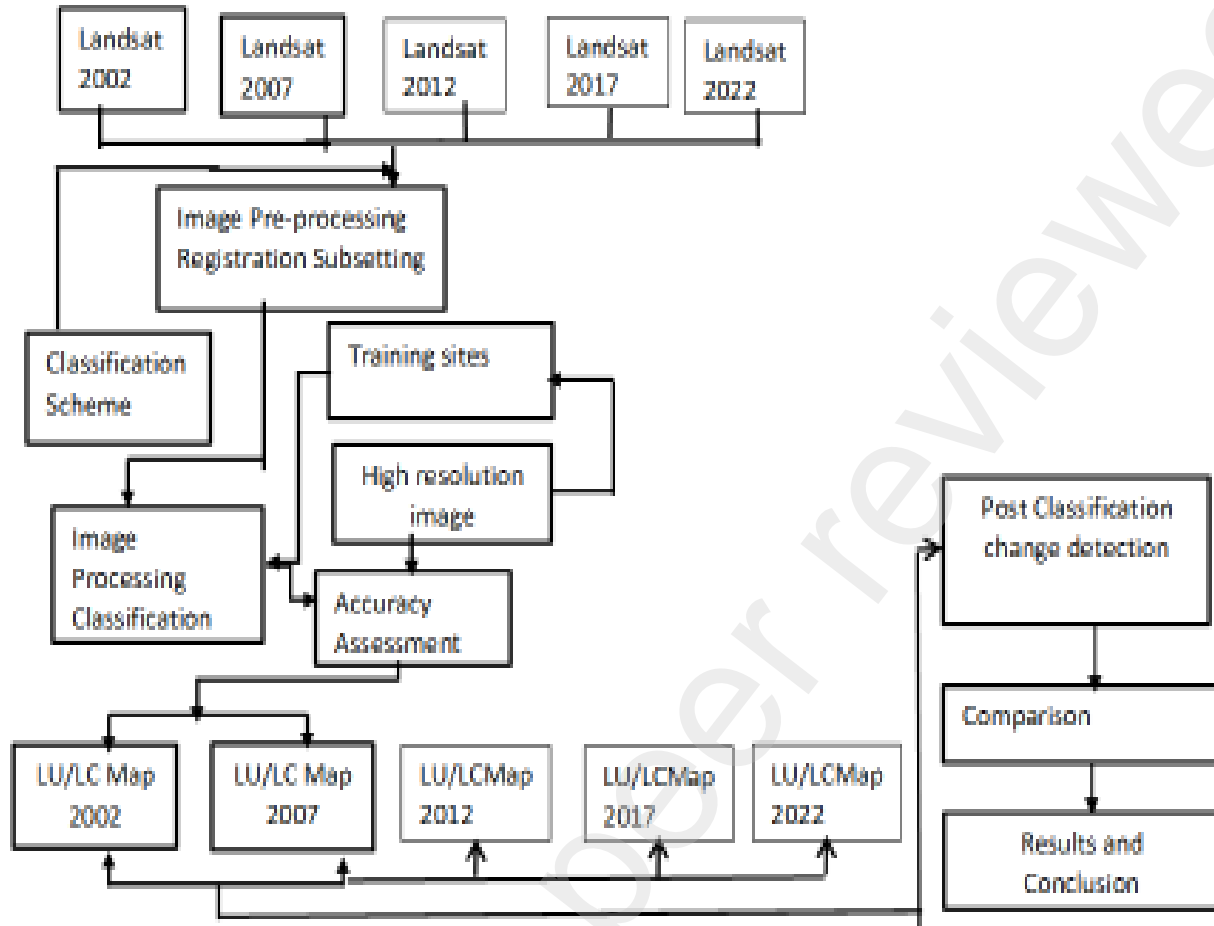 Landsat
2002
Landsat
2007
Landsat
2012
Landsat
2017
Landsat
2022
Image Pre-processing
Registration Subsetting
Classification
Scheme
Training sites
High resolution
image
Image
Processing
Classification
Accuracy
Assessment
Post Classification
change detection
Comparison
Results and
Conclusion
LU/LC Map
2002
LU/LC Map
2007
LU/LCMap
2012
LU/LCMap
2017
LU/LCMap
2022
peer reviewe